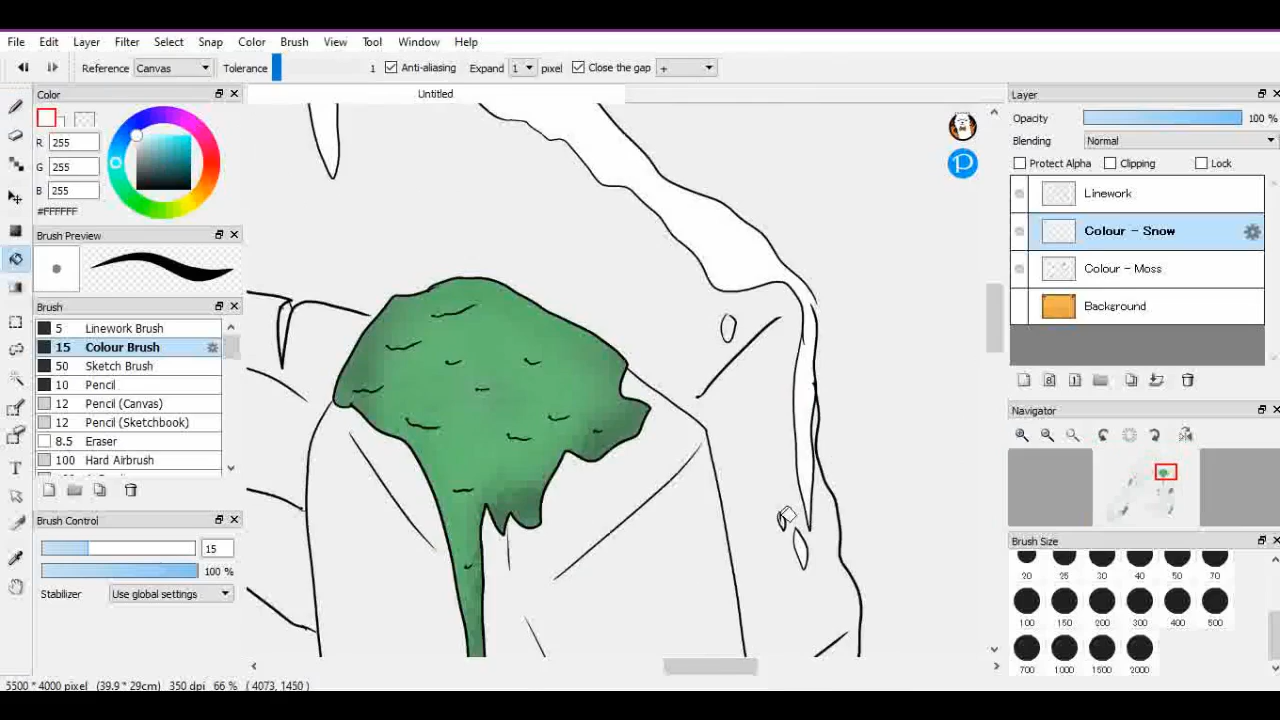 File Edit Layer Filter Select Snap Color Brush View Tool Window Help
Reference Canvas Tolerance 1 Anti-aliasing Expand 1 pixel Close the gap +
Color
Untitled
R 255
G 255
B 255
#FFFFFF
Brush Preview
Brush
5 Linework Brush
15 Colour Brush
50 Sketch Brush
10 Pencil
12 Pencil (Canvas)
12 Pencil (Sketchbook)
8.5 Eraser
100 Hard Airbrush
Brush Control
15
100 %
Stabilizer Use global settings
5500 * 4000 pixel (39.9 * 29cm) 350 dpi 66 % ( 4073, 1450 )
Layer
Opacity 100 %
Blending Normal
Protect Alpha Clipping Lock
Linework
Colour - Snow
Colour - Moss
Background
Navigator
Brush Size
20 25 30 40 50 70
100 150 200 300 400 500
700 1000 1500 2000